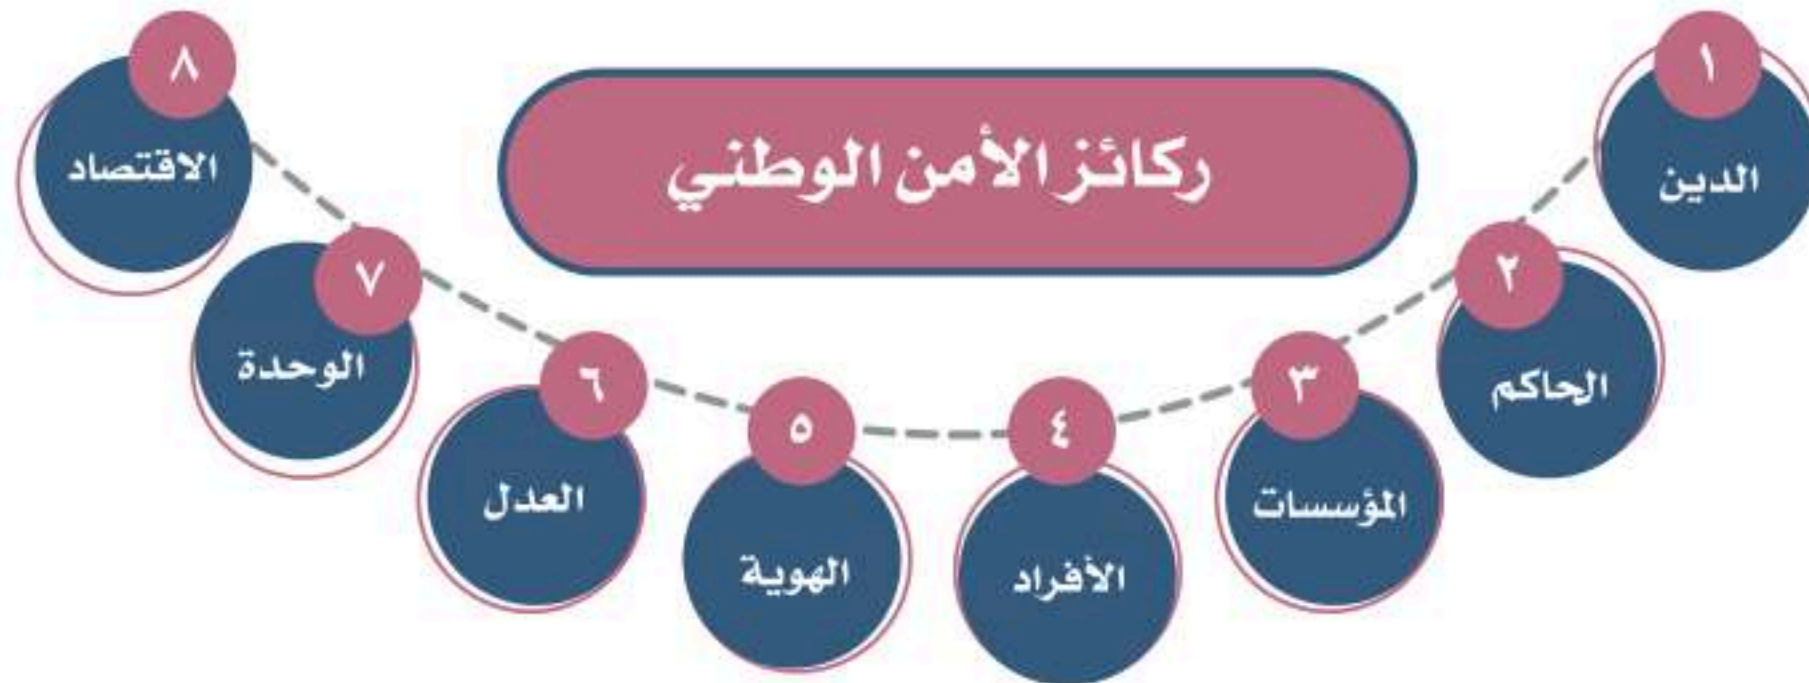 ركائز الأمن الوطني
١
الدين
٢
الحاكم
٣
المؤسسات
٤
الأفراد
٥
الهوية
٦
العدل
٧
الوحدة
٨
الاقتصاد